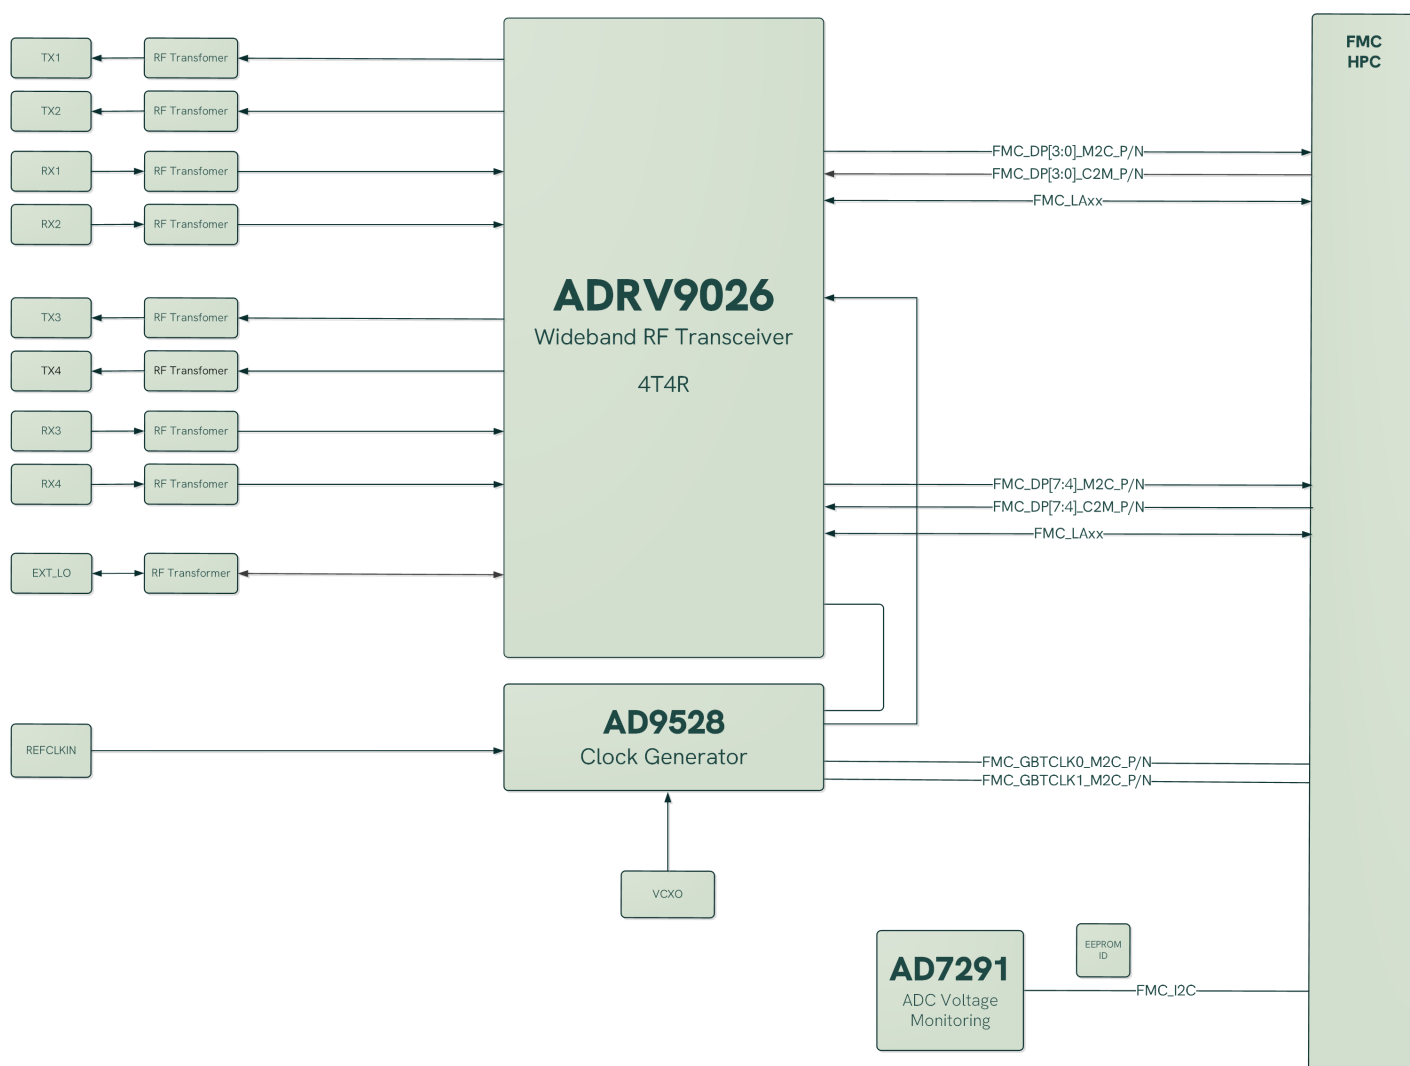 FMC
HPC
TX1
RF Transfomer
TX2
RF Transfomer
RX1
RF Transfomer
RX2
RF Transfomer
FMC_DP[3:0]_M2C_P/N
FMC_DP[3:0]_C2M_P/N
FMC_LAxx
ADRV9026
Wideband RF Transceiver
4T4R
TX3
RF Transfomer
TX4
RF Transfomer
RX3
RF Transfomer
RX4
RF Transfomer
FMC_DP[7:4]_M2C_P/N
FMC_DP[7:4]_C2M_P/N
FMC_LAxx
EXT_LO
RF Transformer
AD9528
Clock Generator
REFCLKIN
FMC_GBTCLK0_M2C_P/N
FMC_GBTCLK1_M2C_P/N
VCXO
EEPROM
ID
AD7291
ADC Voltage
Monitoring
FMC_I2C